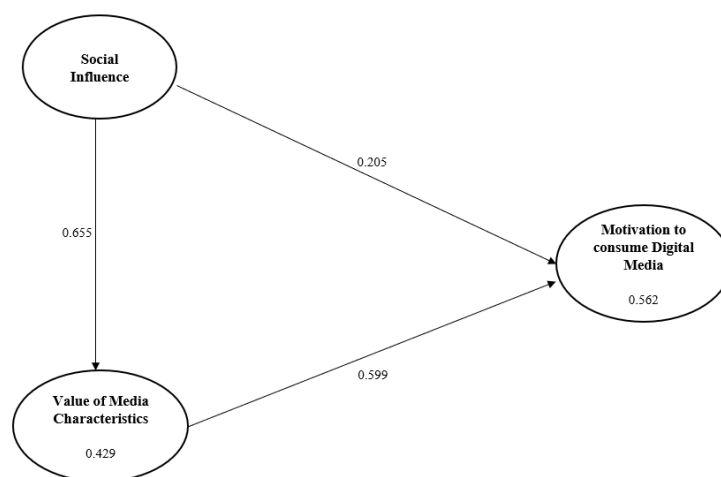 Social
Influence
0.205
0.655
Motivation to
consume Digital
Media
0.562
0.599
Value of Media
Characteristics
0.429